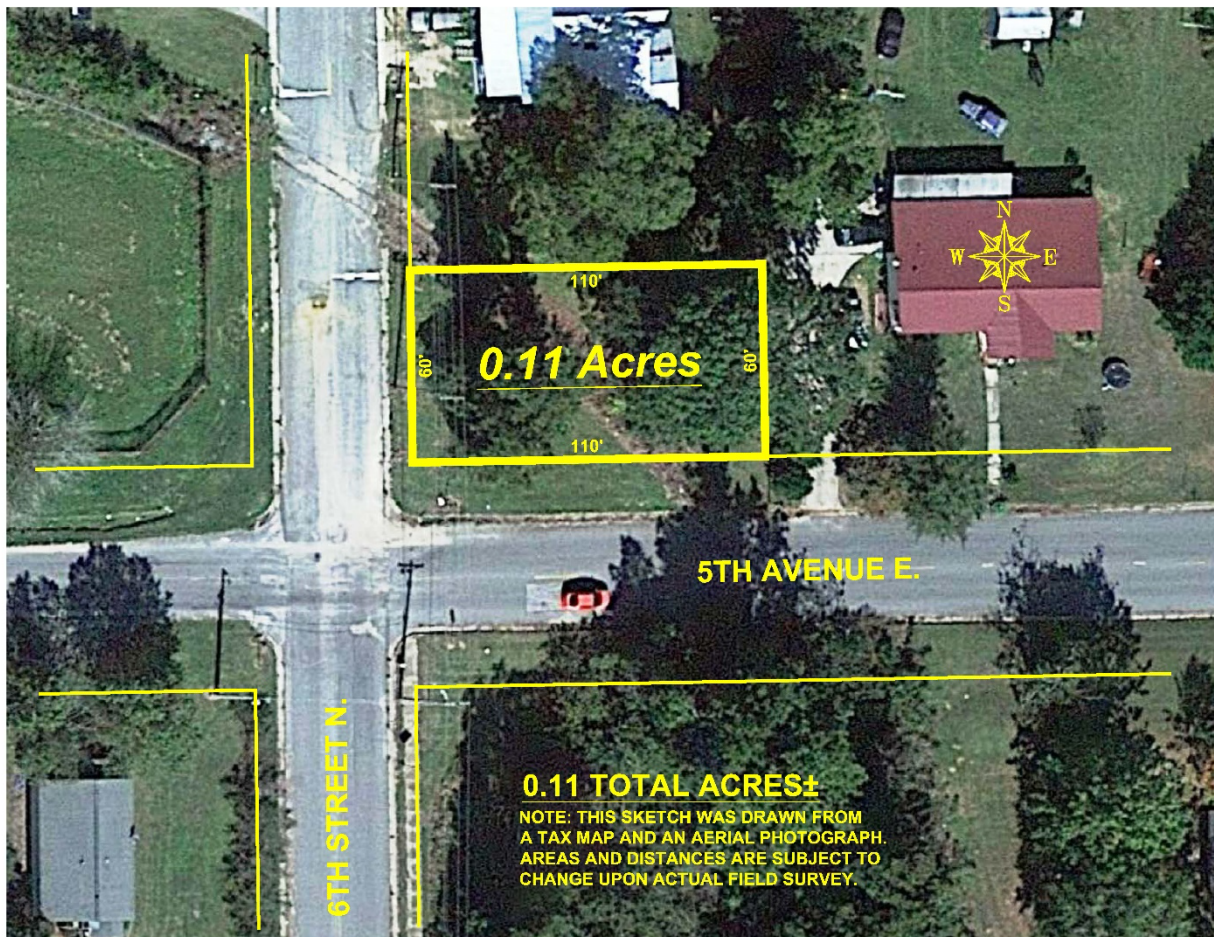 N
W E
S
110'
60' 0.11 Acres 60'
110'
5TH AVENUE E.
6TH STREET N.
0.11 TOTAL ACRES±
NOTE: THIS SKETCH WAS DRAWN FROM
A TAX MAP AND AN AERIAL PHOTOGRAPH.
AREAS AND DISTANCES ARE SUBJECT TO
CHANGE UPON ACTUAL FIELD SURVEY.